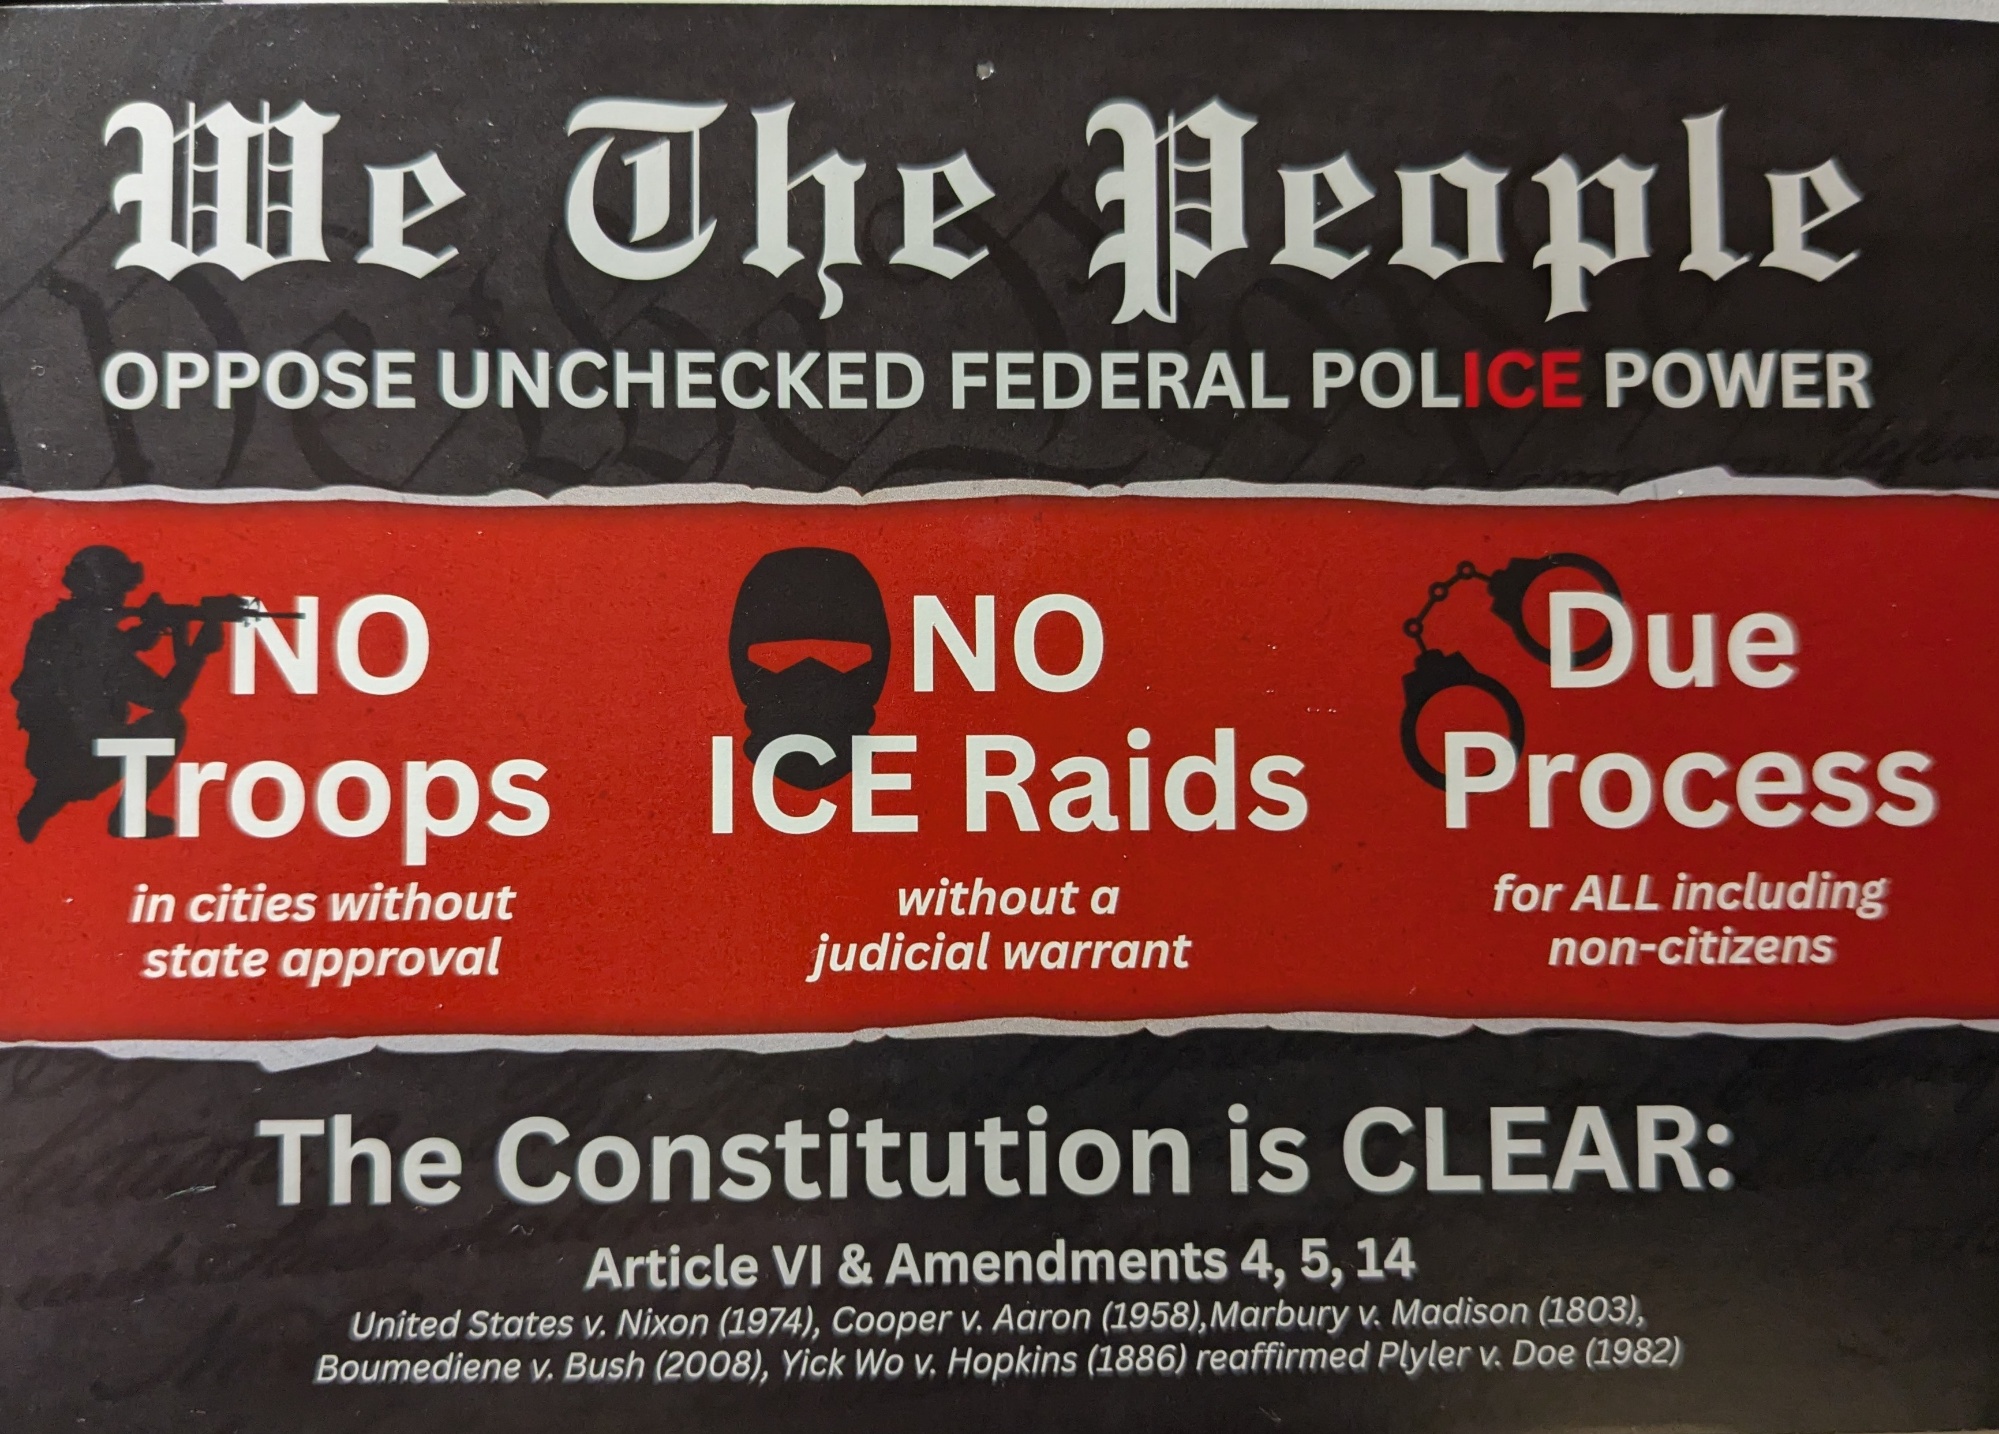 We The People
OPPOSE UNCHECKED FEDERAL POLICE POWER
NO
Troops
in cities without
state approval
NO
ICE Raids
without a
judicial warrant
Due
Process
for ALL including
non-citizens
The Constitution is CLEAR:
Article VI & Amendments 4, 5, 14
United States v. Nixon (1974), Cooper v. Aaron (1958),Marbury v. Madison (1803),
Boumediene v. Bush (2008), Yick Wo v. Hopkins (1886) reaffirmed Plyler v. Doe (1982)